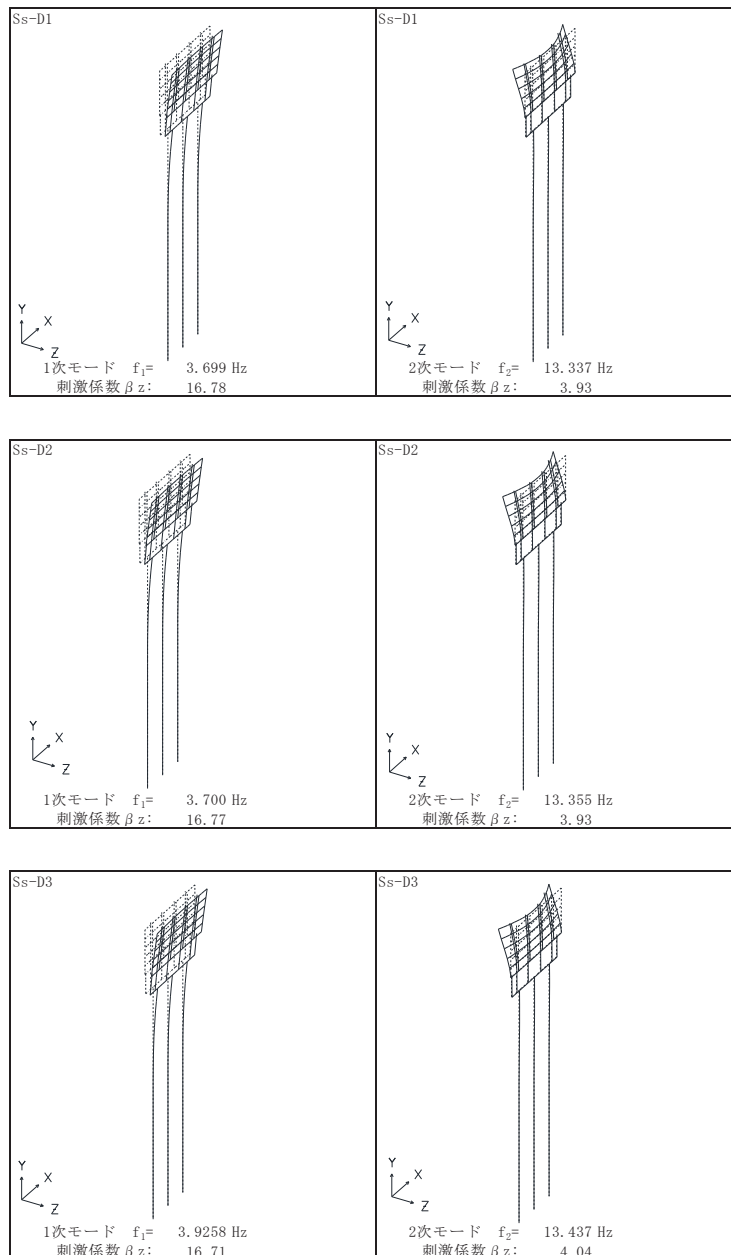 Ss-D1
Y
X
Z
1次モード f1= 3.699 Hz
刺激係数βz: 16.78
Ss-D1
Y
X
Z
2次モード f2= 13.337 Hz
刺激係数βz: 3.93
Ss-D2
Y
X
Z
1次モード f1= 3.700 Hz
刺激係数βz: 16.77
Ss-D2
Y
X
Z
2次モード f2= 13.355 Hz
刺激係数βz: 3.93
Ss-D3
Y
X
Z
1次モード f1= 3.9258 Hz
刺激係数βz: 16.71
Ss-D3
Y
X
Z
2次モード f2= 13.437 Hz
刺激係数βz: 4.04